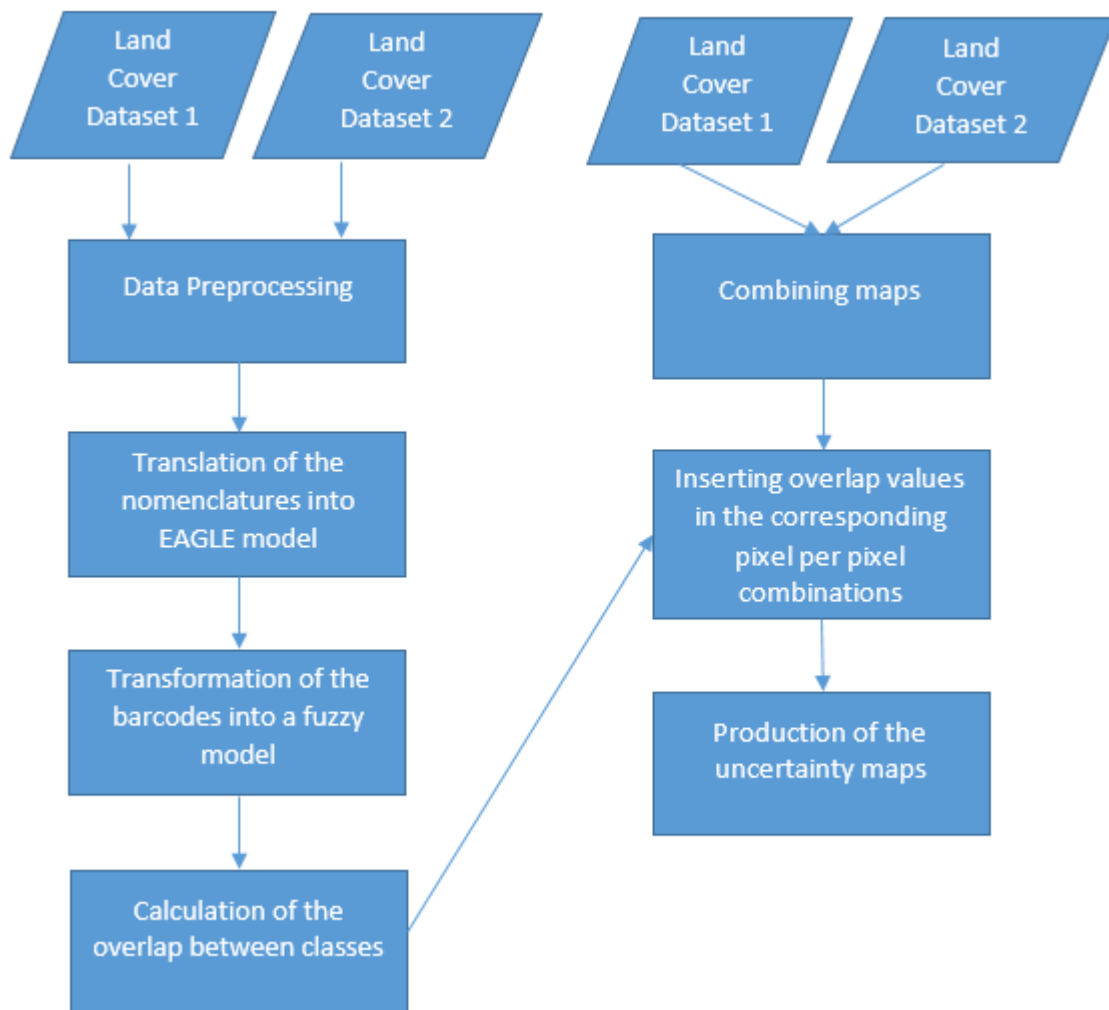 Land
Cover
Dataset 1
Land
Cover
Dataset 2
Data Preprocessing
Translation of the
nomenclatures into
EAGLE model
Transformation of the
barcodes into a fuzzy
model
Calculation of the
overlap between classes
Land
Cover
Dataset 1
Land
Cover
Dataset 2
Combining maps
Inserting overlap values
in the corresponding
pixel per pixel
combinations
Production of the
uncertainty maps